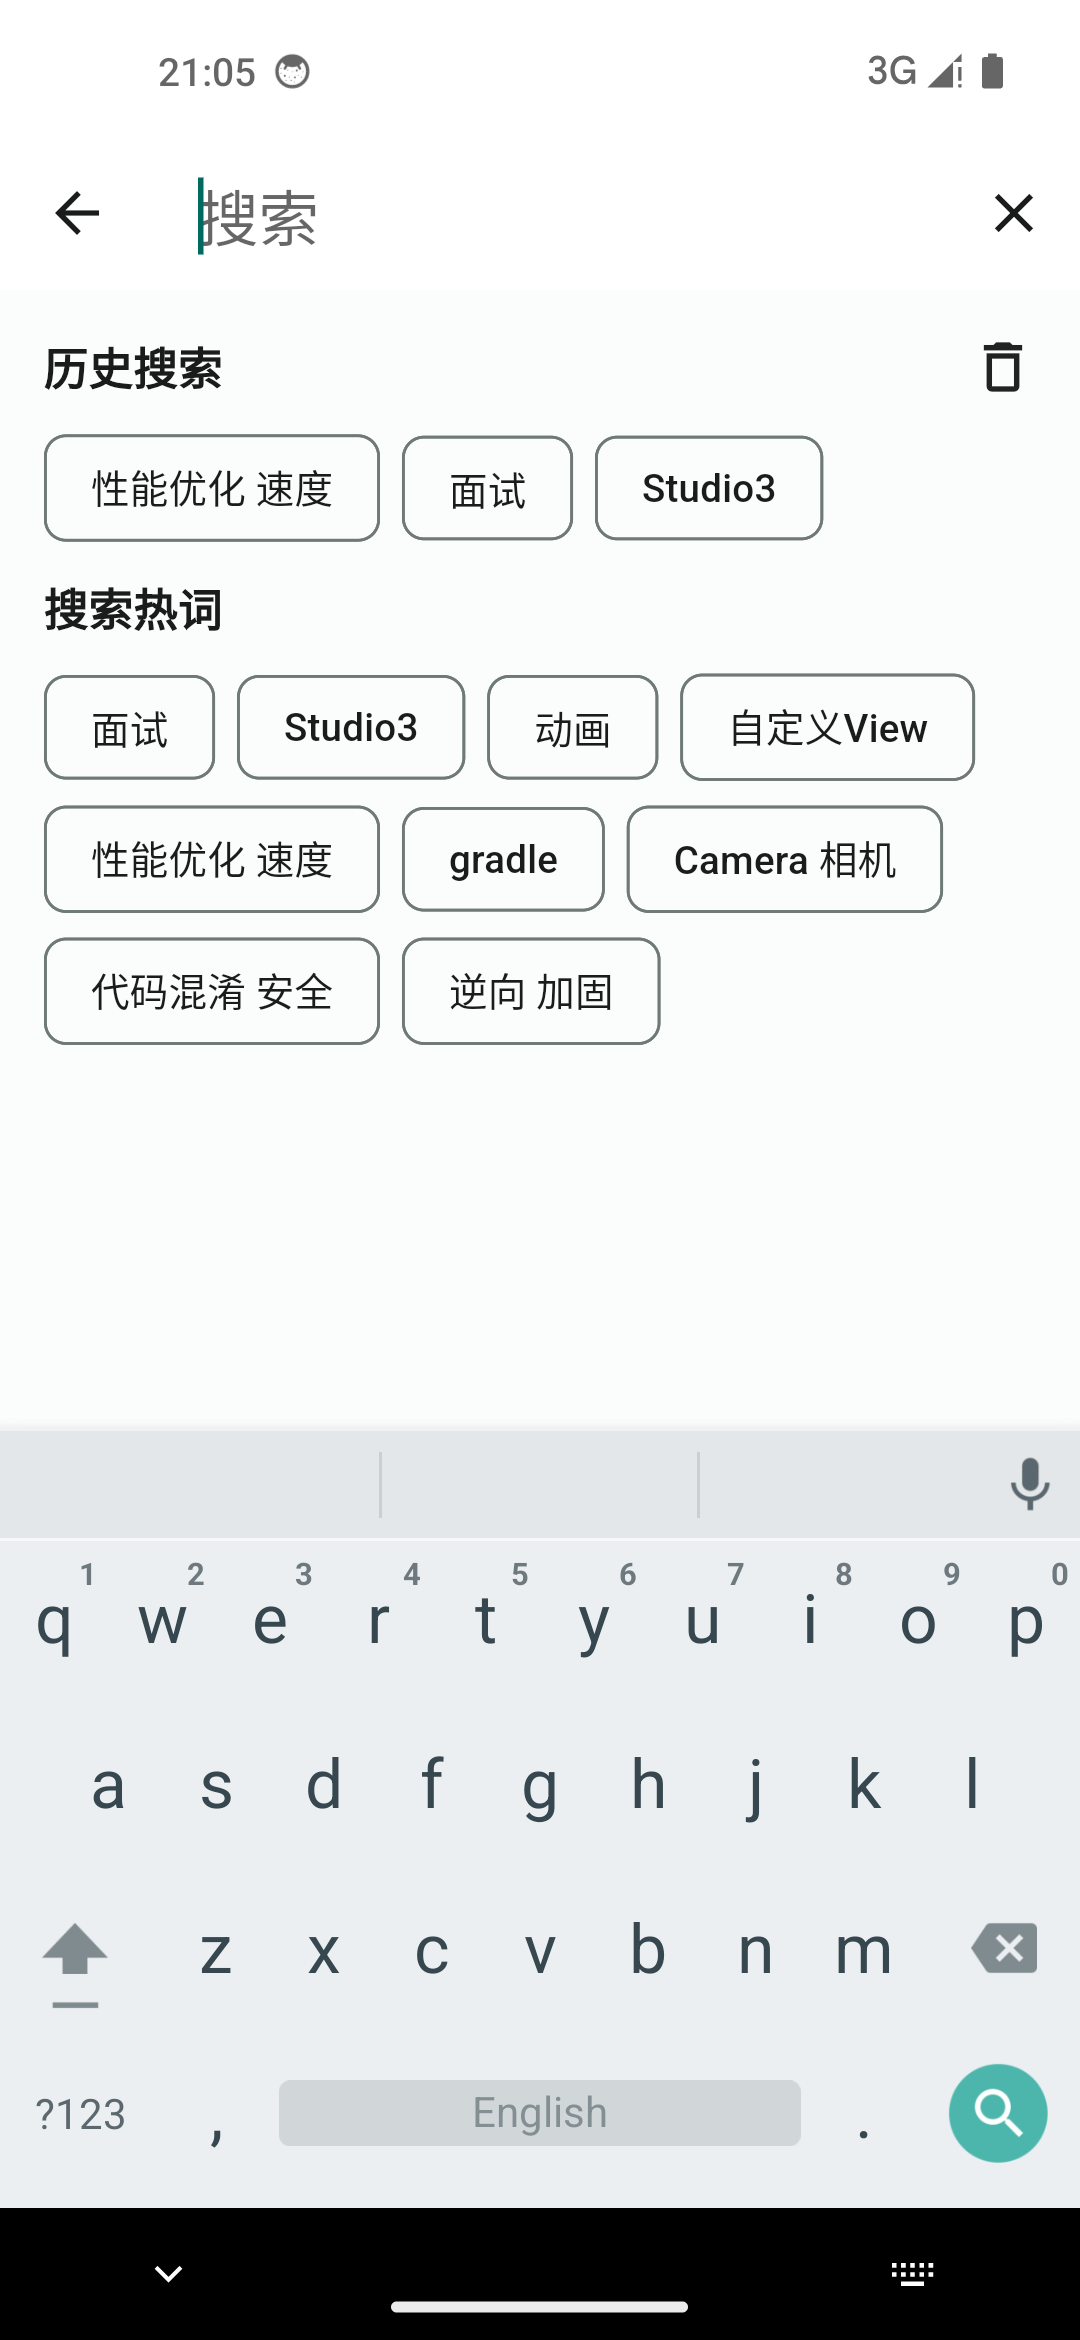 21:05 3G
搜索
历史搜索
性能优化 速度 面试 Studio3
搜索热词
面试 Studio3 动画 自定义View
性能优化 速度 gradle Camera 相机
代码混淆 安全 逆向 加固
1 2 3 4 5 6 7 8 9 0
q w e r t y u i o p
a s d f g h j k l
z x c v b n m
?123 , English .